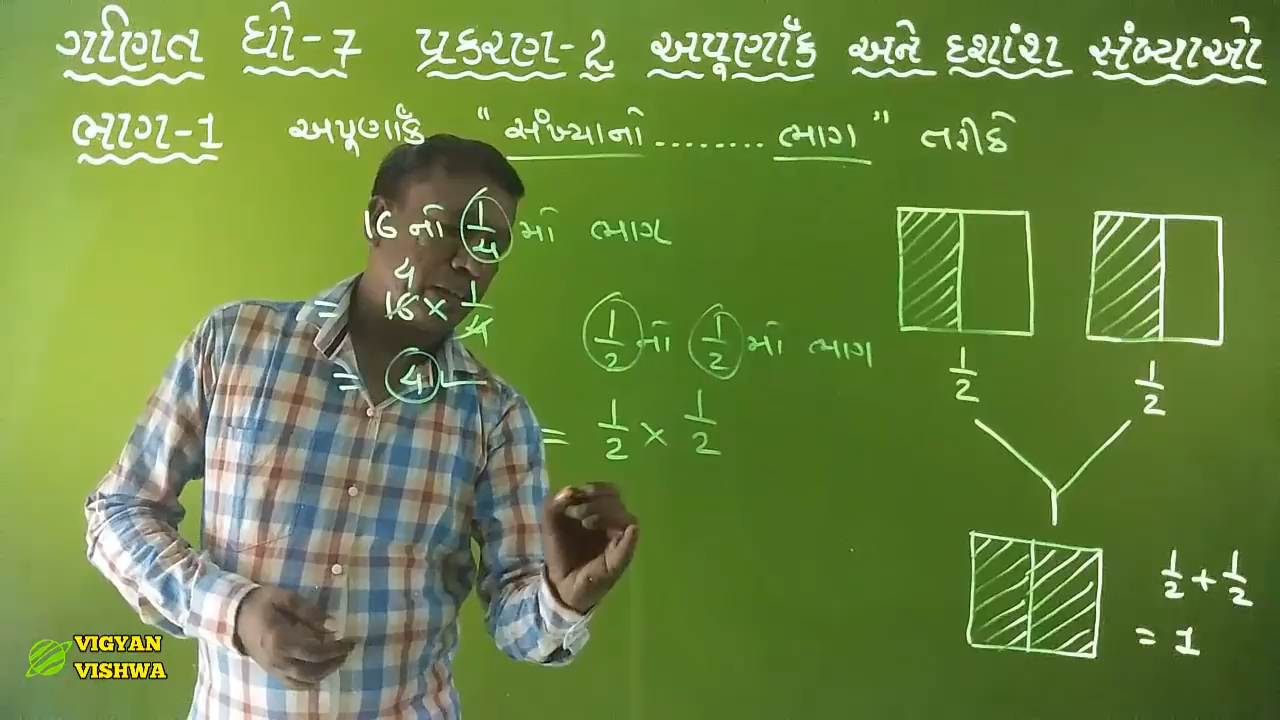 ગણિત ધો-7 પ્રકરણ-2 અપૂર્ણાંક અને દશાંશ સંખ્યાઓ
ભાગ-1 અપૂર્ણાંક "સંખ્યાનો ........ ભાગ" તરીકે
16 નો 1/4 મો ભાગ
4
= 16 × 1/4
= 4
1/2 નો 1/2 મો ભાગ
= 1/2 × 1/2
1/2 1/2
1/2 + 1/2
= 1
VIGYAN
VISHWA